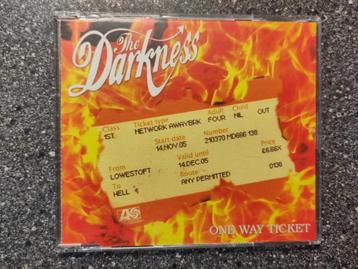 The
Darkness
Class Ticket type Adult Child
1ST. NETWORK AWAYBRK FOUR NIL OUT
Start date Number
14.NOV.05 210370 MD666 138
From Valid until Price
LOWESTOFT 14.DEC.05 £6.66X
To Route 0138
HELL ANY PERMITTED
ONE WAY TICKET